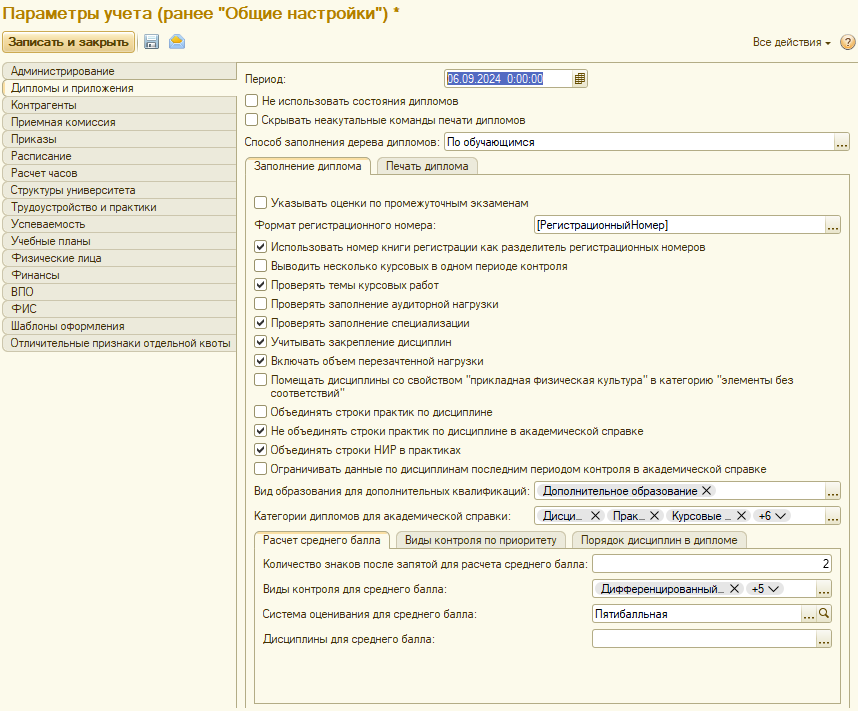 Параметры учета (ранее "Общие настройки") *
Записать и закрыть
Все действия
?
Администрирование
Дипломы и приложения
Контрагенты
Приемная комиссия
Приказы
Расписание
Расчет часов
Структуры университета
Трудоустройство и практики
Успеваемость
Учебные планы
Физические лица
Финансы
ВПО
ФИС
Шаблоны оформления
Отличительные признаки отдельной квоты
Период: 06.09.2024 0:00:00
Не использовать состояния дипломов
Скрывать неакутальные команды печати дипломов
Способ заполнения дерева дипломов: По обучающимся ...
Заполнение диплома Печать диплома
Указывать оценки по промежуточным экзаменам
Формат регистрационного номера: [РегистрационныйНомер] ...
Использовать номер книги регистрации как разделитель регистрационных номеров
Выводить несколько курсовых в одном периоде контроля
Проверять темы курсовых работ
Проверять заполнение аудиторной нагрузки
Проверять заполнение специализации
Учитывать закрепление дисциплин
Включать объем перезачтенной нагрузки
Помещать дисциплины со свойством "прикладная физическая культура" в категорию "элементы без
соответствий"
Объединять строки практик по дисциплине
Не объединять строки практик по дисциплине в академической справке
Объединять строки НИР в практиках
Ограничивать данные по дисциплинам последним периодом контроля в академической справке
Вид образования для дополнительных квалификаций: Дополнительное образование ...
Категории дипломов для академической справки: Дисци... Прак... Курсовые ... +6 ...
Расчет среднего балла Виды контроля по приоритету Порядок дисциплин в дипломе
Количество знаков после запятой для расчета среднего балла: 2
Виды контроля для среднего балла: Дифференцированный... +5 ...
Система оценивания для среднего балла: Пятибалльная ...
Дисциплины для среднего балла: ...